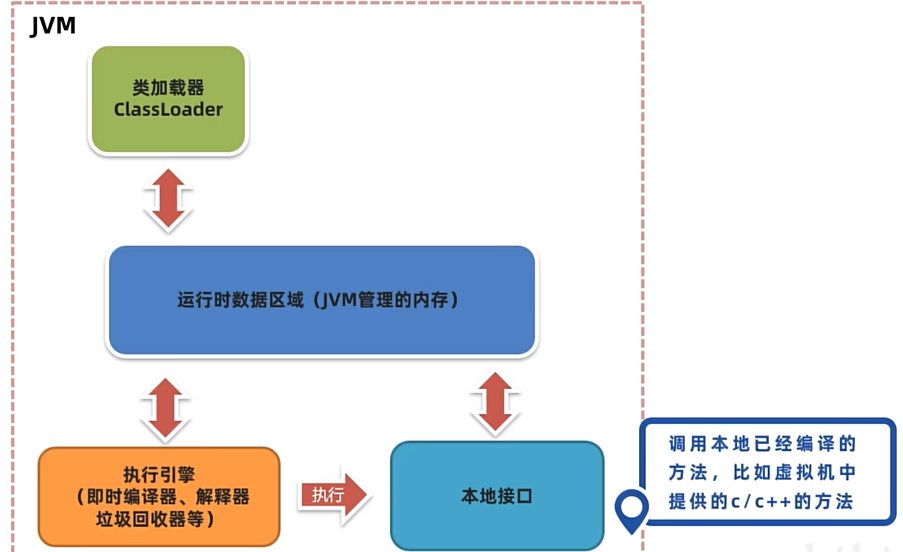 JVM
类加载器
ClassLoader
运行时数据区域（JVM管理的内存）
执行引擎
（即时编译器、解释器
垃圾回收器等）
执行
本地接口
调用本地已经编译的
方法，比如虚拟机中
提供的c/c++的方法